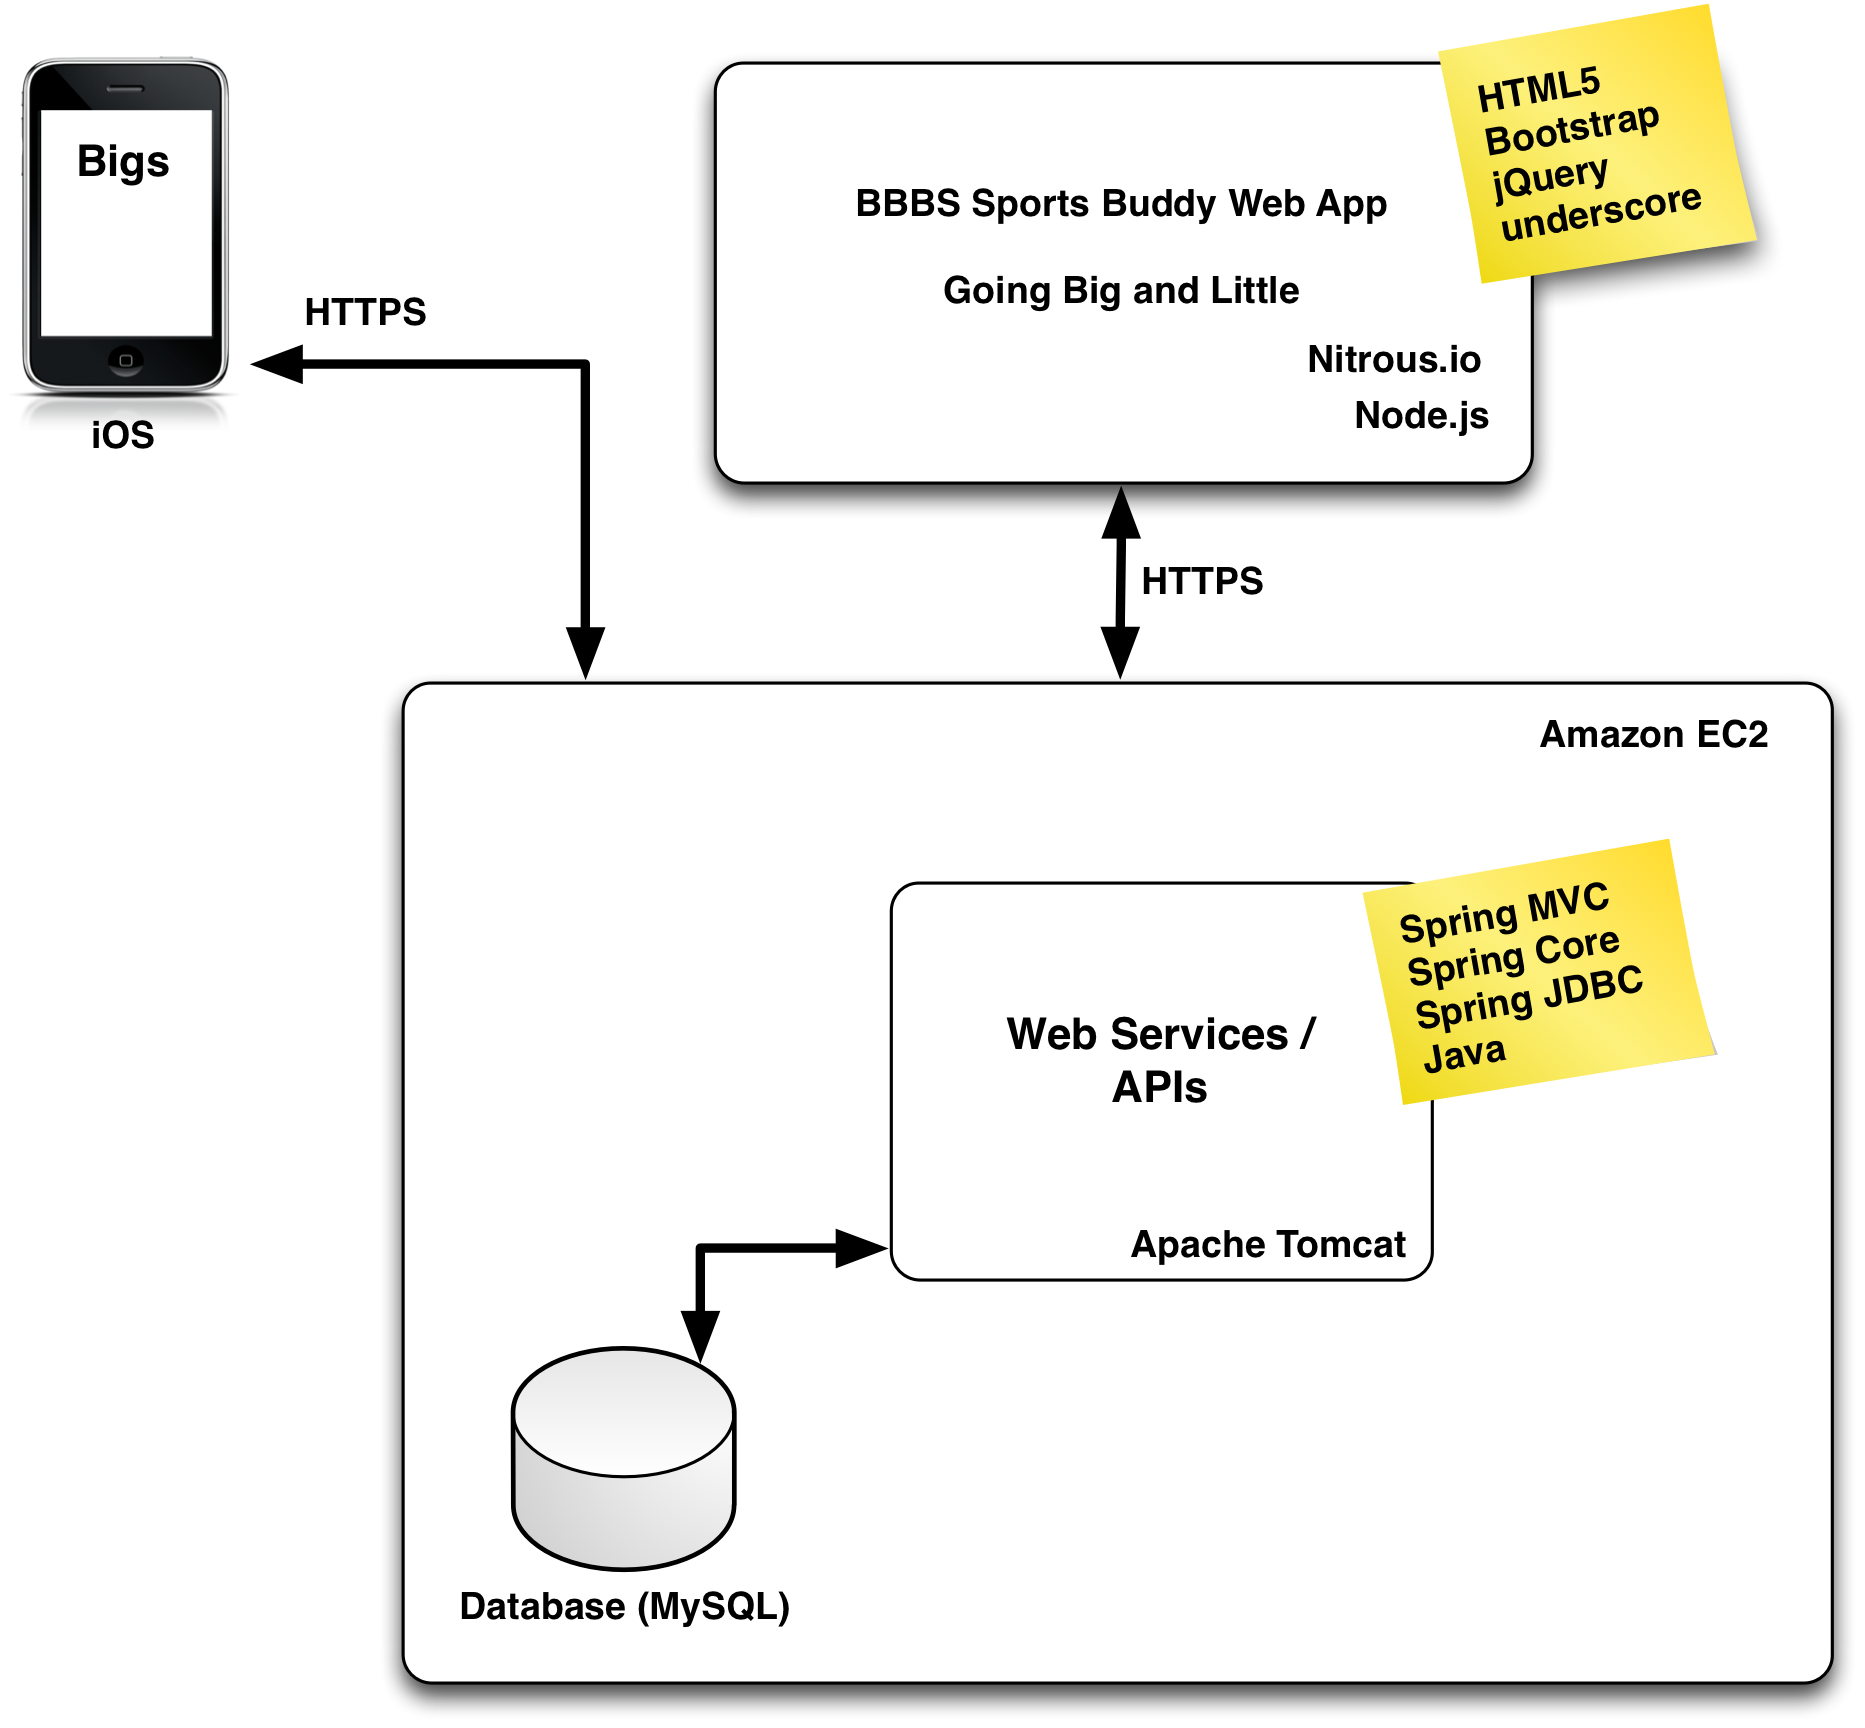 Bigs
iOS
HTTPS
BBBS Sports Buddy Web App
Going Big and Little
Nitrous.io
Node.js
HTML5
Bootstrap
jQuery
underscore
HTTPS
Amazon EC2
Web Services /
APIs
Apache Tomcat
Spring MVC
Spring Core
Spring JDBC
Java
Database (MySQL)